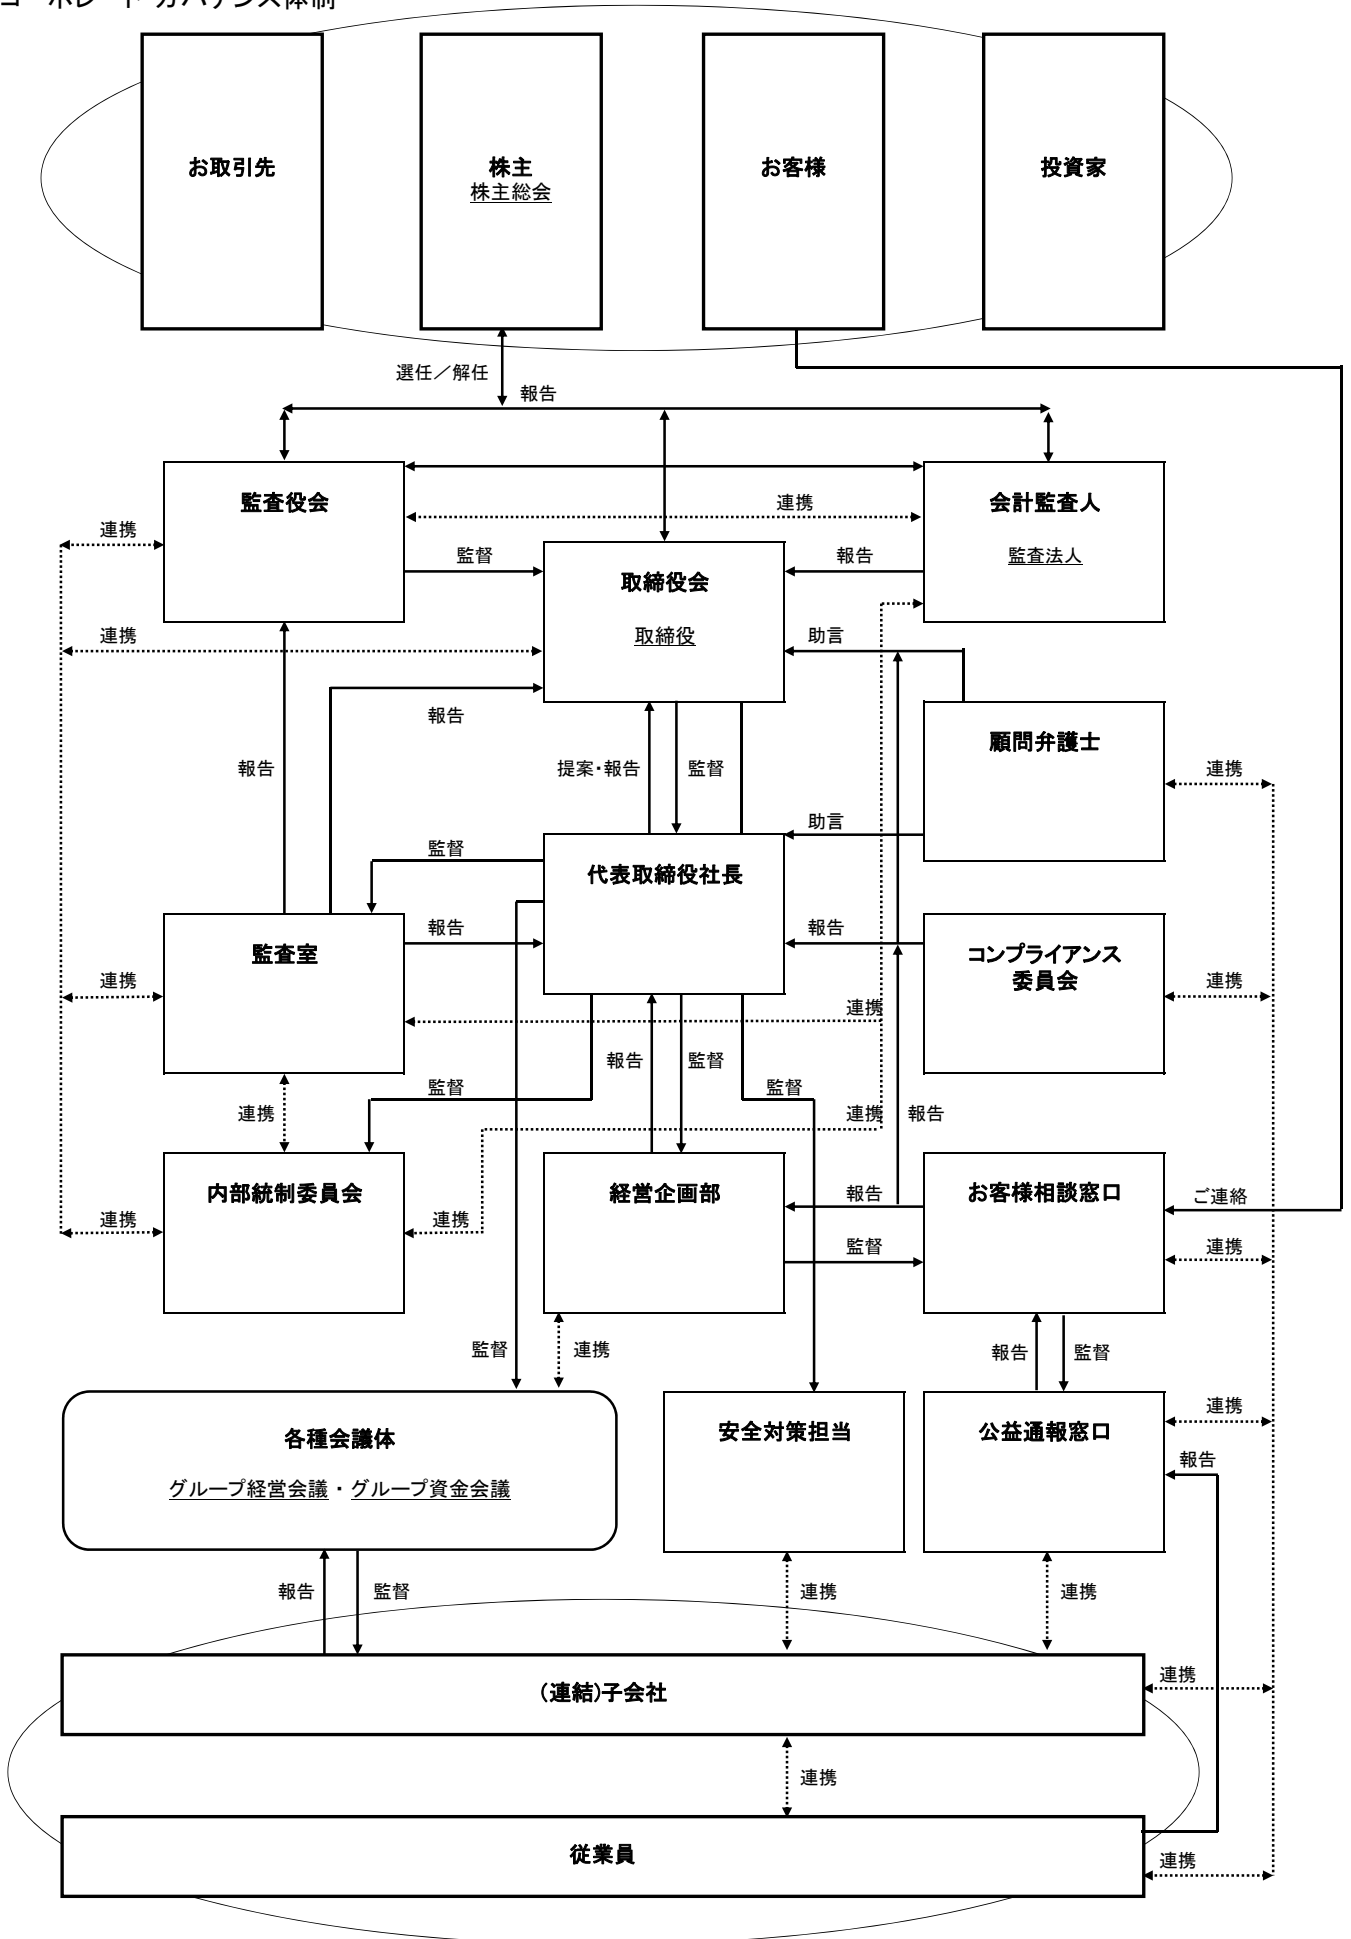 コーポレート・ガバナンス体制
お取引先
株主
株主総会
お客様
投資家
選任／解任
報告
監査役会
会計監査人
監査法人
連携
連携
監督
報告
取締役会
取締役
連携
助言
報告
顧問弁護士
報告
提案・報告
監督
連携
助言
監督
代表取締役社長
報告
報告
監査室
コンプライアンス
委員会
連携
連携
連携
報告
監督
監督
監督
連携
連携
報告
内部統制委員会
経営企画部
お客様相談窓口
報告
ご連絡
連携
連携
監督
連携
監督
連携
報告
監督
各種会議体
グループ経営会議・グループ資金会議
安全対策担当
公益通報窓口
連携
報告
報告
監督
連携
連携
（連結）子会社
連携
連携
従業員
連携